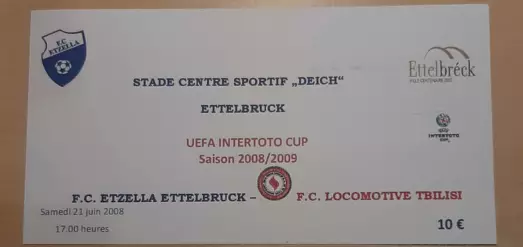 F.C. ETZELLA
Ettelbréck
STADE CENTRE SPORTIF „DEICH“
ETTELBRUCK
INTERTOTO
UEFA INTERTOTO CUP
Saison 2008/2009
F.C. ETZELLA ETTELBRUCK – F.C. LOCOMOTIVE TBILISI
Samedi 21 juin 2008
17.00 heures
10 €